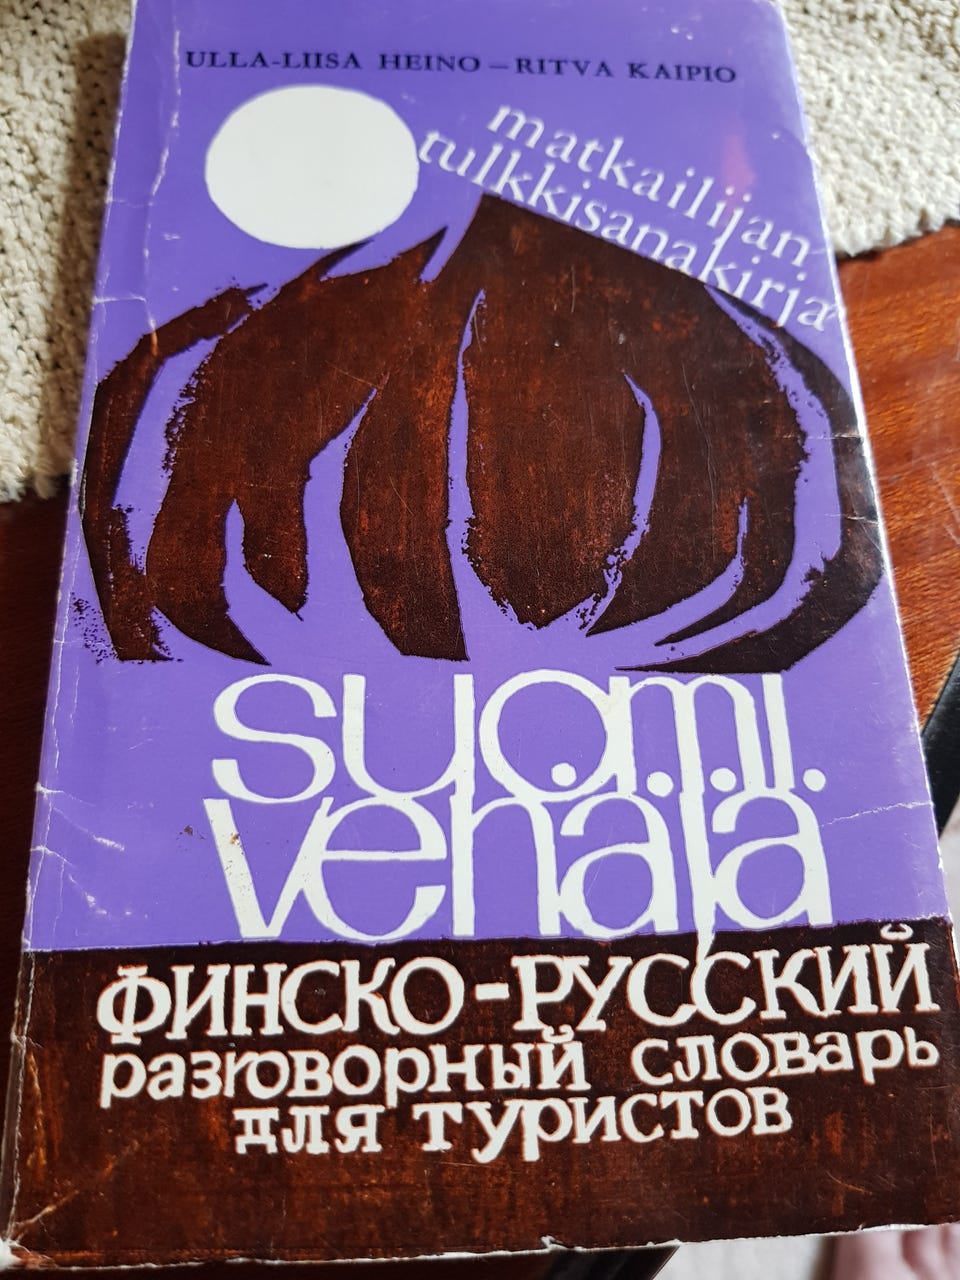 ULLA-LIISA HEINO – RITVA KAIPIO
matkailijan
tulkkisanakirja
suomi.
venäjä
ФИНСКО-РУССКИЙ
разговорный словарь
для туристов